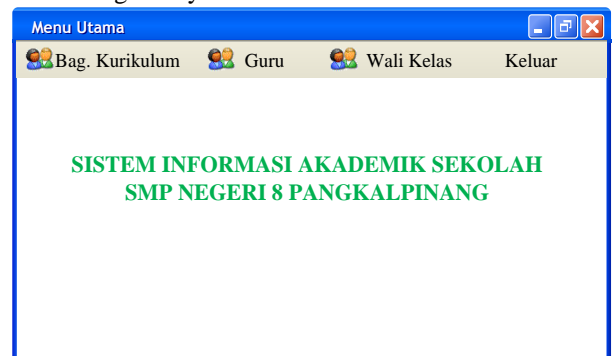 Menu Utama
Bag. Kurikulum Guru Wali Kelas Keluar
SISTEM INFORMASI AKADEMIK SEKOLAH
SMP NEGERI 8 PANGKALPINANG